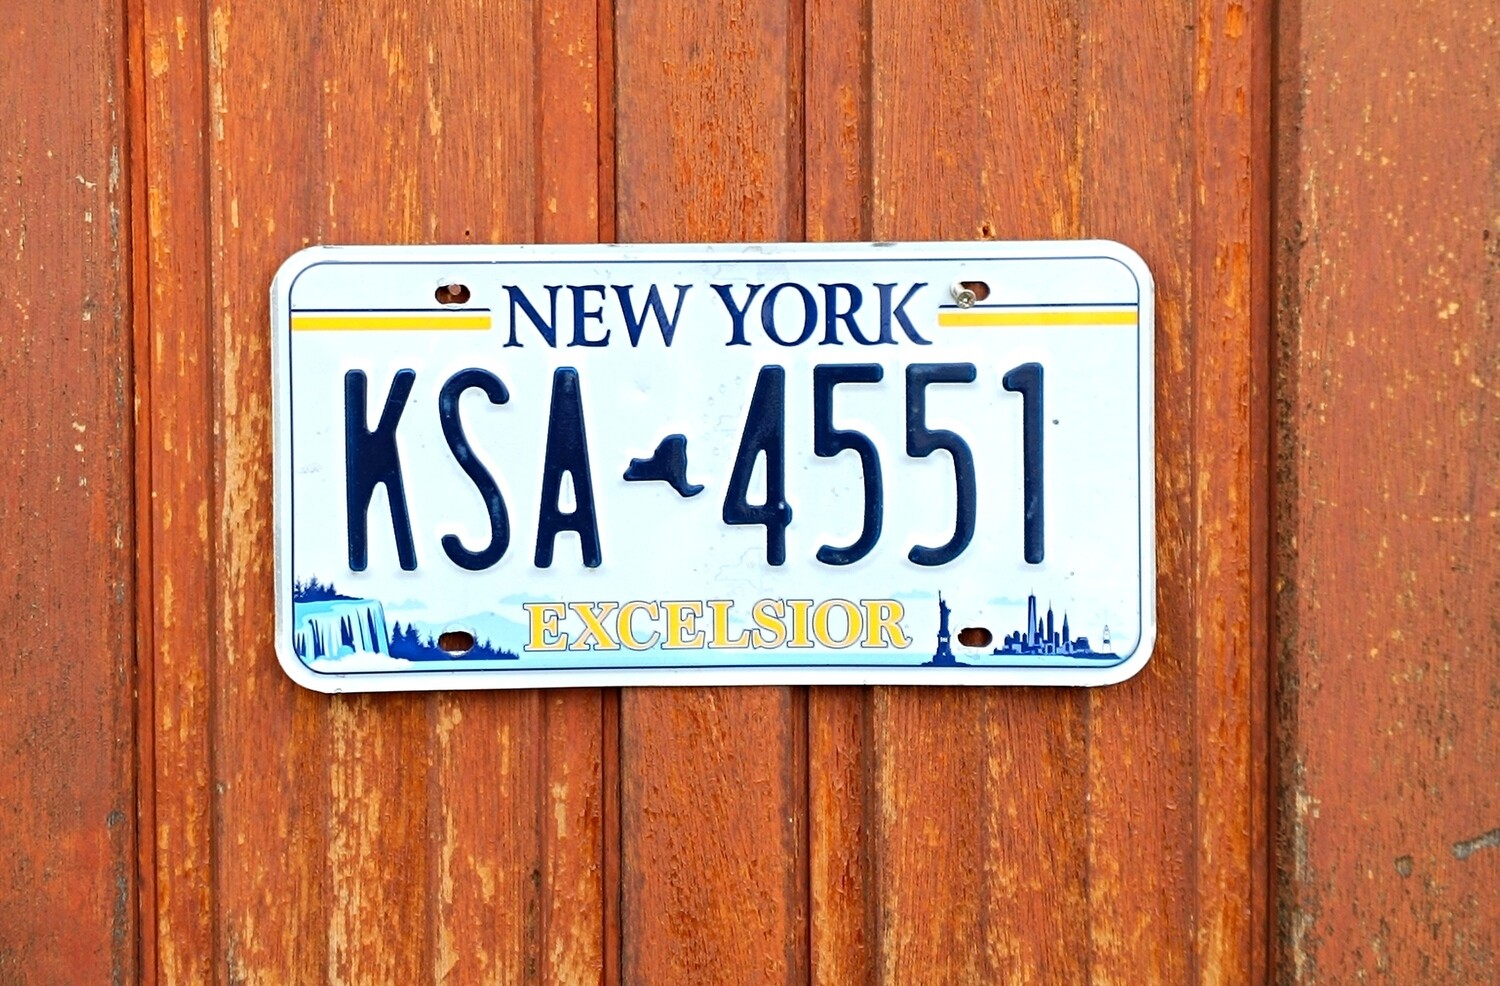 NEW YORK
KSA 4551
EXCELSIOR